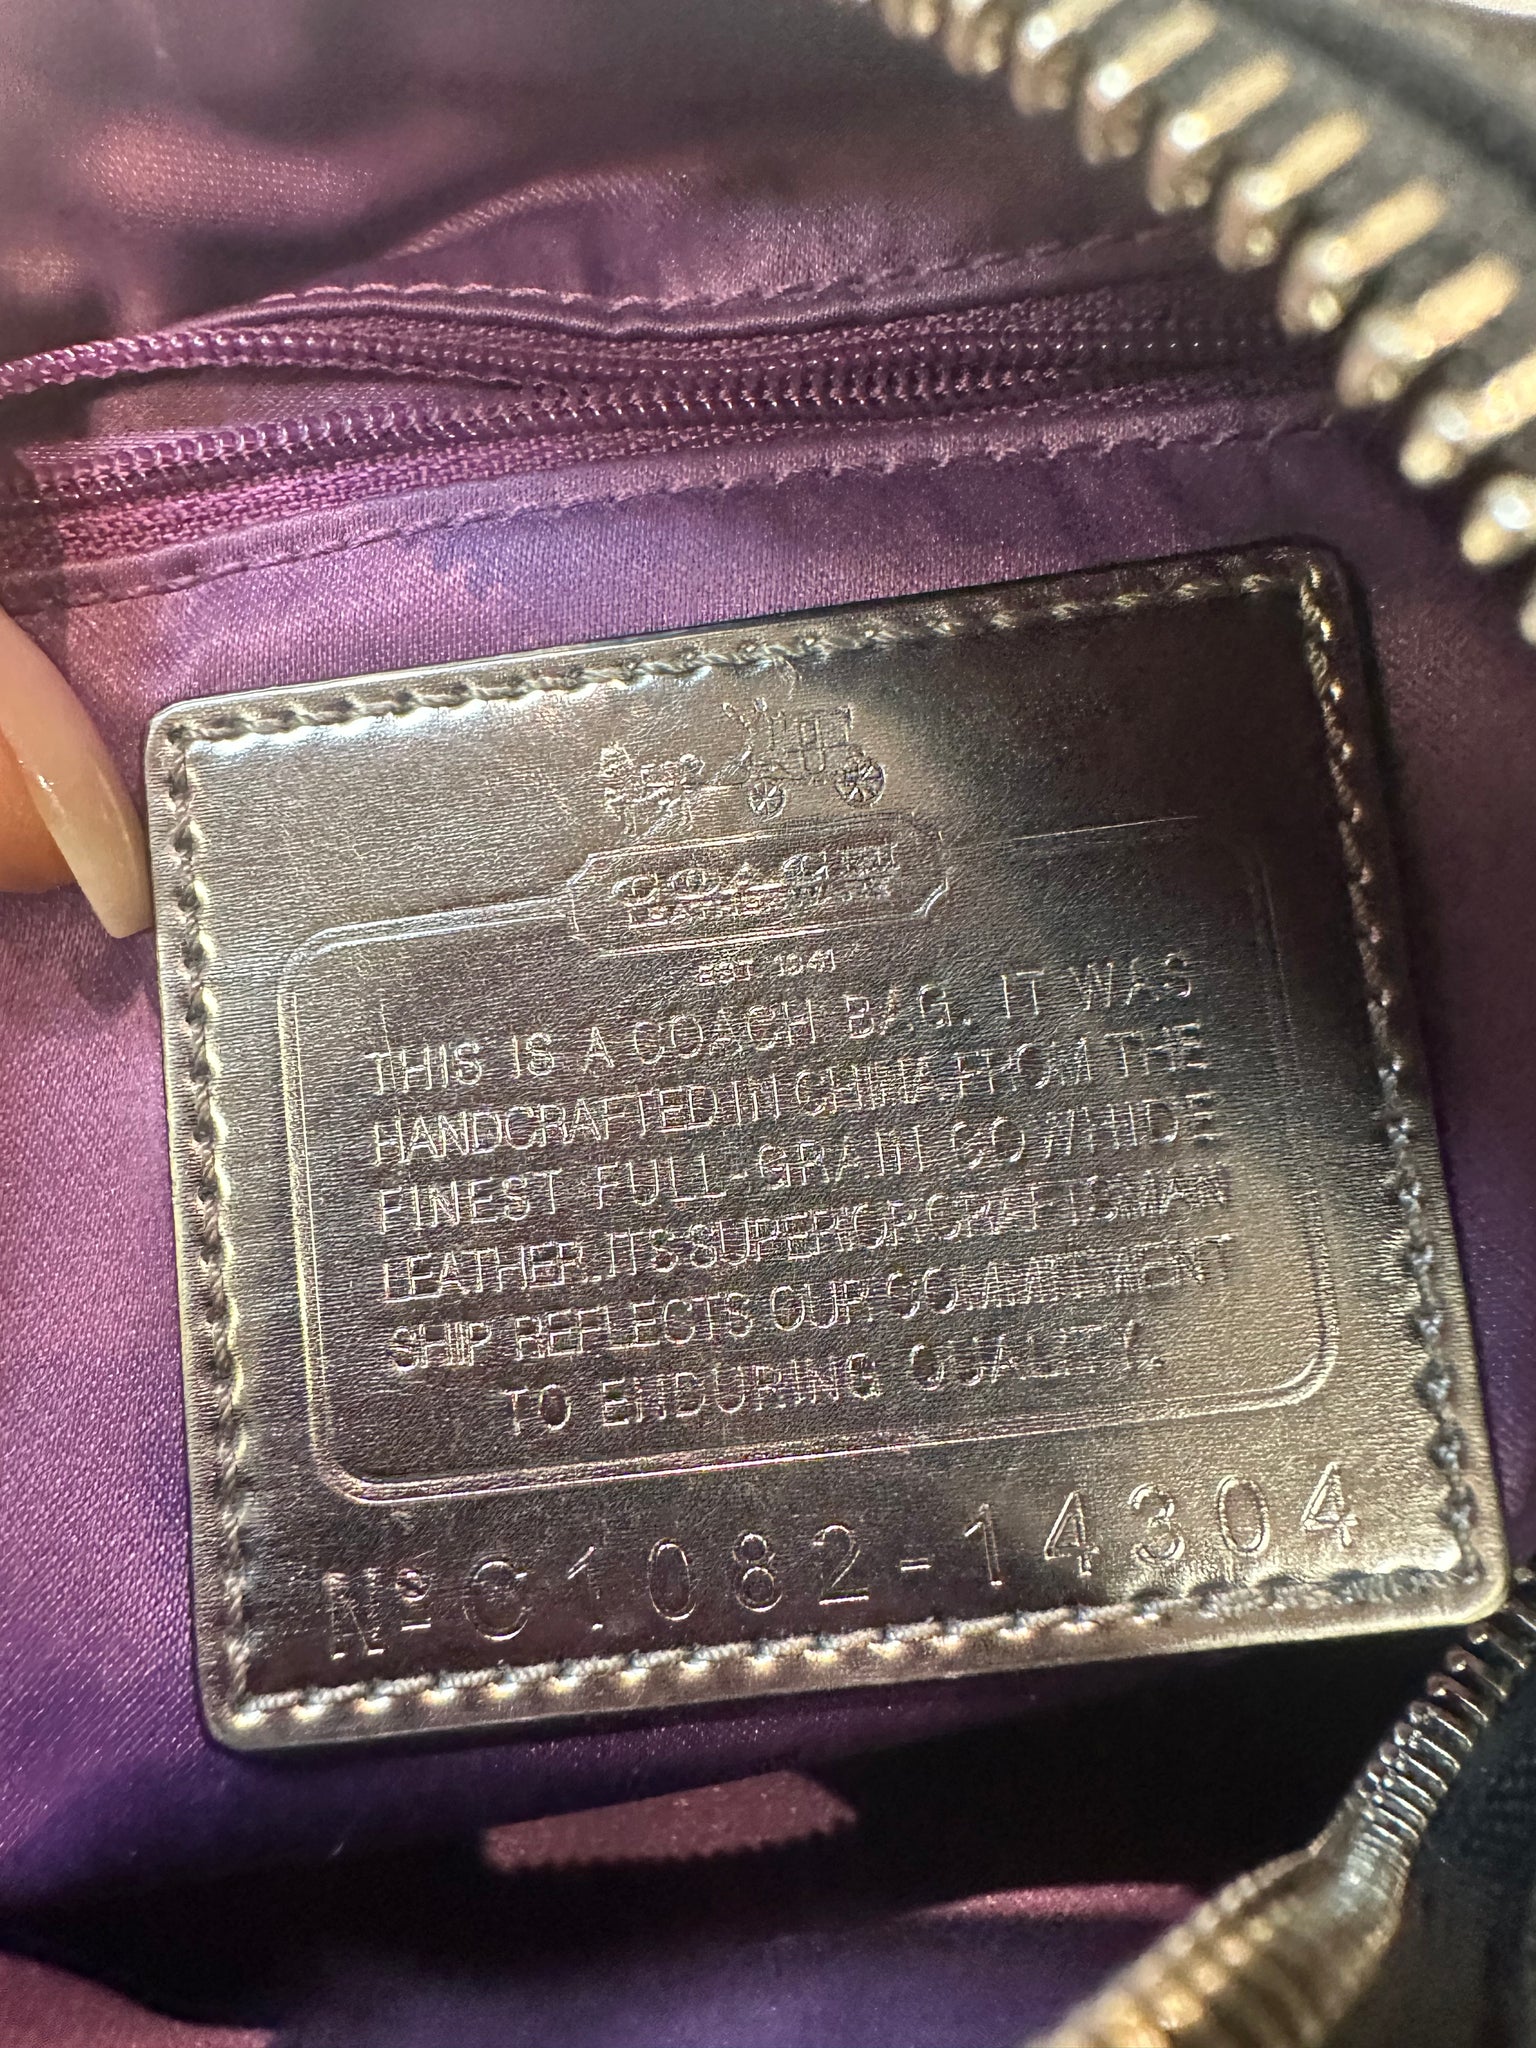 COACH
LEATHERWARE
EST. 1941
THIS IS A COACH BAG. IT WAS
HANDCRAFTED IN CHINA FROM THE
FINEST FULL-GRAIN COWHIDE
LEATHER. ITS SUPERIOR CRAFTSMAN
SHIP REFLECTS OUR COMMITMENT
TO ENDURING QUALITY.
Nº C1082-14304